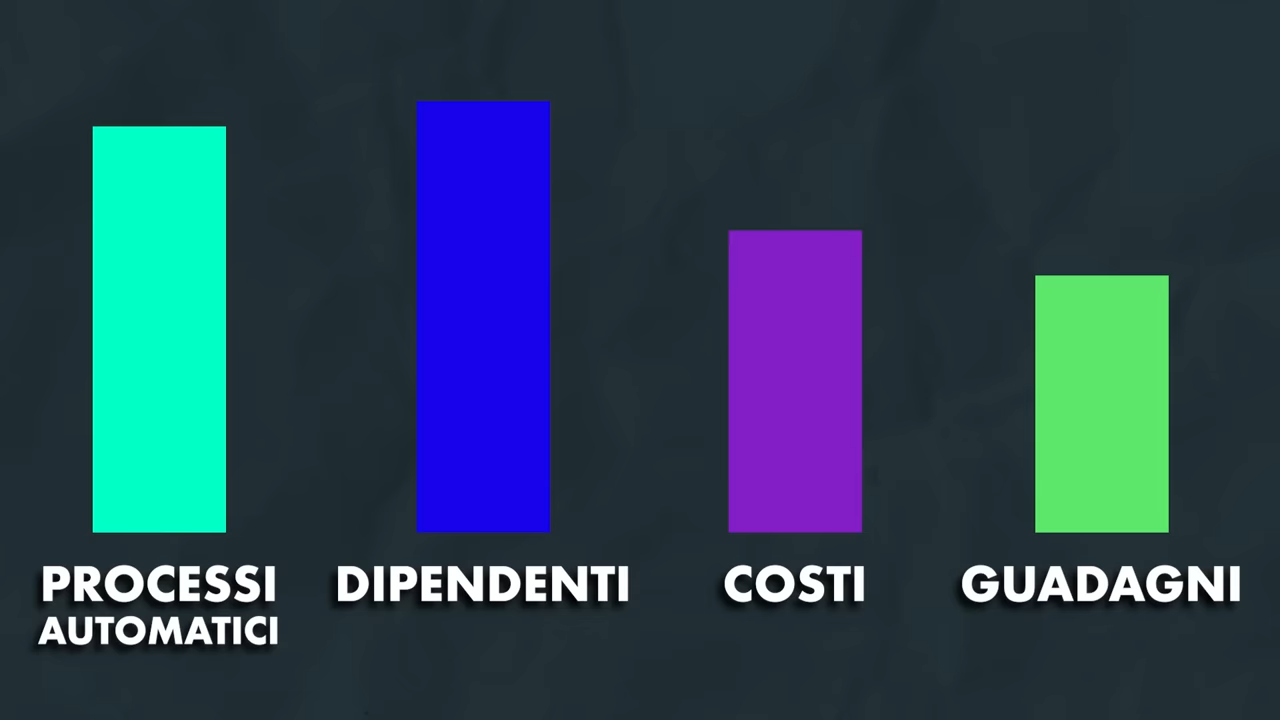 PROCESSI
AUTOMATICI
DIPENDENTI
COSTI
GUADAGNI